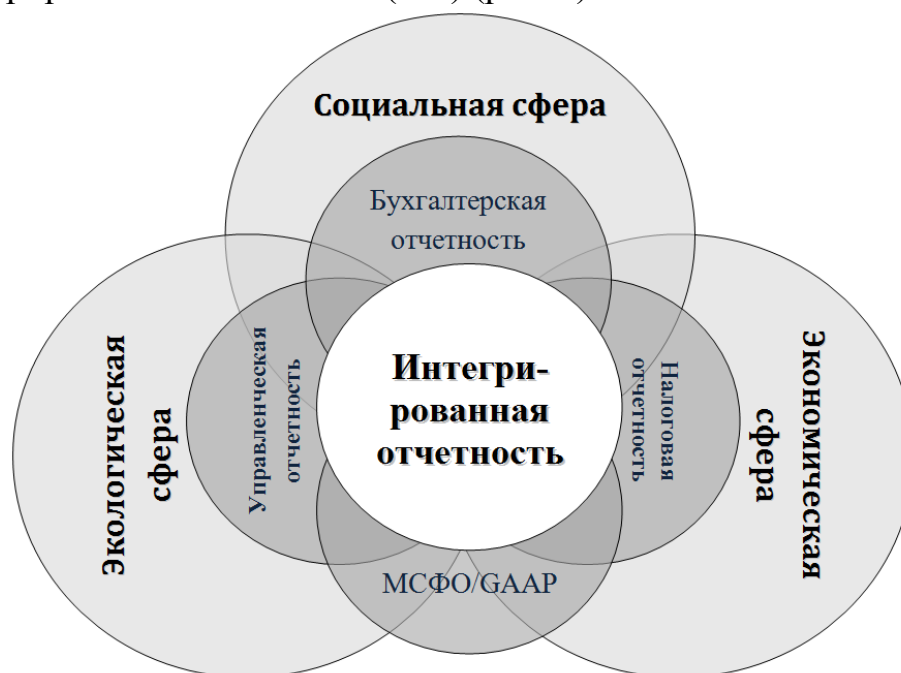 Социальная сфера
Бухгалтерская
отчетность
Экологическая
сфера
Управленческая
отчетность
Интегри-
рованная
отчетность
Налоговая
отчетность
Экономическая
сфера
МСФО/GAAP